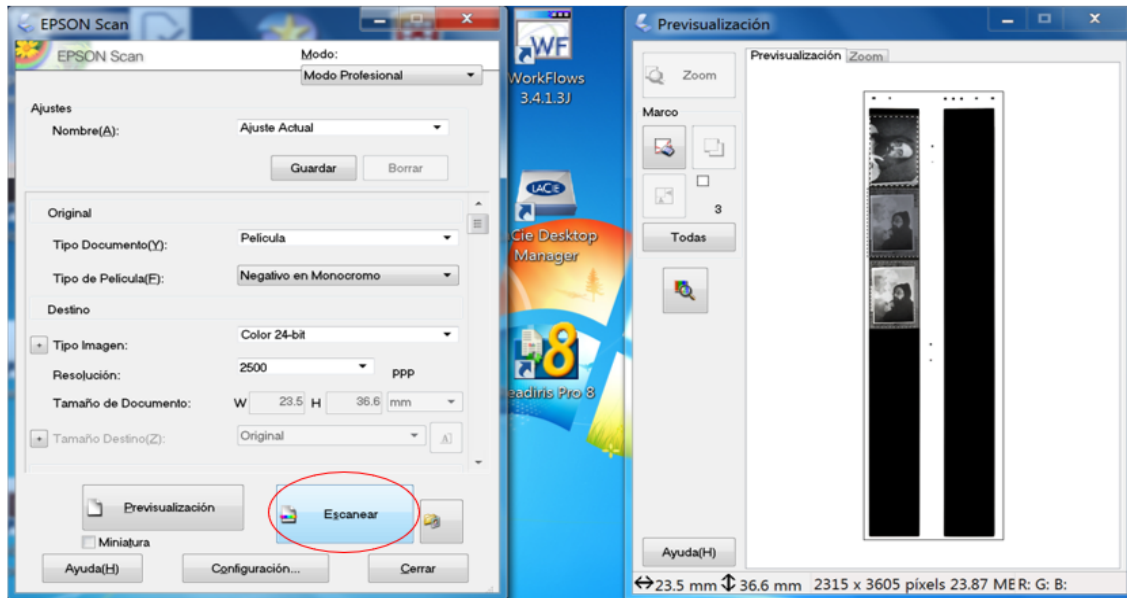 EPSON Scan
EPSON Scan
Modo:
Modo Profesional
Ajustes
Nombre(A):
Ajuste Actual
Guardar
Borrar
Original
Tipo Documento(Y):
Película
Tipo de Película(F):
Negativo en Monocromo
Destino
Tipo Imagen:
Color 24-bit
Resolución:
2500
PPP
Tamaño de Documento:
W 23.5 H 36.6 mm
Tamaño Destino(Z):
Original
Previsualización
Escanear
Miniatura
Ayuda(H)
Configuración...
Cerrar
WF
WorkFlows
3.4.1.3J
LACIE
Cie Desktop
Manager
8
eadiris Pro 8
Previsualización
Previsualización Zoom
Zoom
Marco
3
Todas
Ayuda(H)
23.5 mm 36.6 mm 2315 x 3605 píxels 23.87 ME R: G: B: